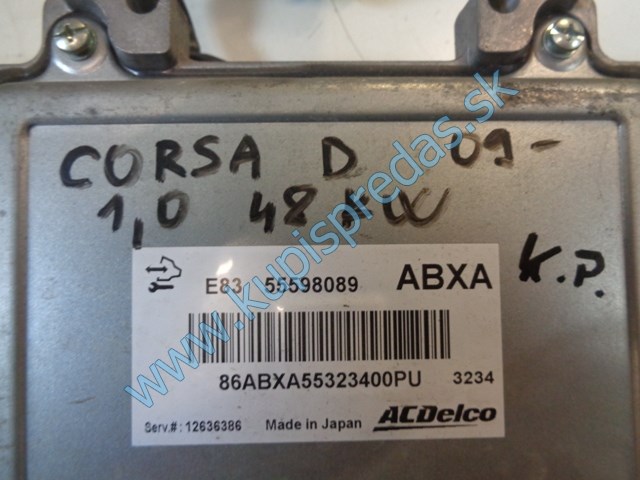 CORSA D 09-
1,0 48 KW
K.P.
E83 55598089 ABXA
86ABXA55323400PU 3234
Serv.#: 12636386 Made in Japan ACDelco
www.kupispredas.sk